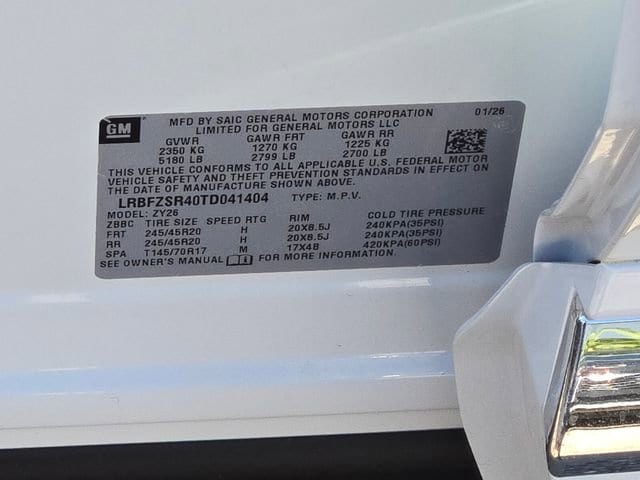 GM
MFD BY SAIC GENERAL MOTORS CORPORATION 01/26
LIMITED FOR GENERAL MOTORS LLC
GVWR GAWR FRT GAWR RR
2350 KG 1270 KG 1225 KG
5180 LB 2799 LB 2700 LB
THIS VEHICLE CONFORMS TO ALL APPLICABLE U.S. FEDERAL MOTOR
VEHICLE SAFETY, BUMPER, AND THEFT PREVENTION STANDARDS IN EFFECT ON
THE DATE OF MANUFACTURE SHOWN ABOVE.
LRBFZSR40TD041404 TYPE: M.P.V.
MODEL: ZY26
ZBBC TIRE SIZE SPEED RTG RIM COLD TIRE PRESSURE
FRT 245/45R20 H 20X8.5J 240KPA(35PSI)
RR 245/45R20 H 20X8.5J 240KPA(35PSI)
SPA T145/70R17 M 17X4B 420KPA(60PSI)
SEE OWNER'S MANUAL FOR MORE INFORMATION.